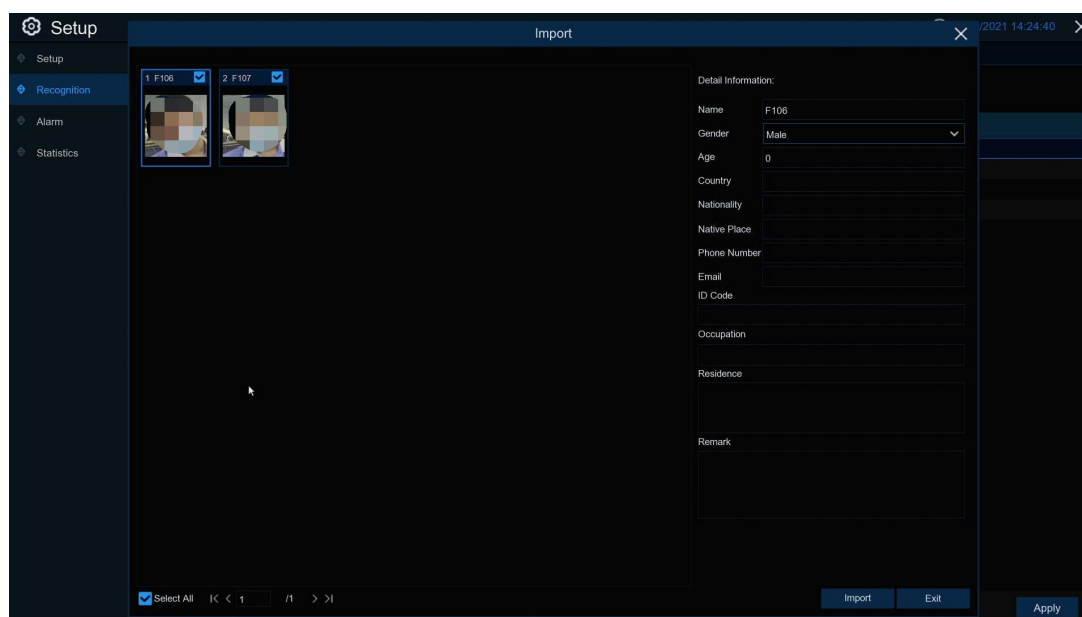 Setup
Import
/2021 14:24:40
Setup
Recognition
Alarm
Statistics
1 F106
2 F107
Detail Information:
Name F106
Gender Male
Age 0
Country
Nationality
Native Place
Phone Number
Email
ID Code
Occupation
Residence
Remark
Select All 1 /1
Import Exit
Apply